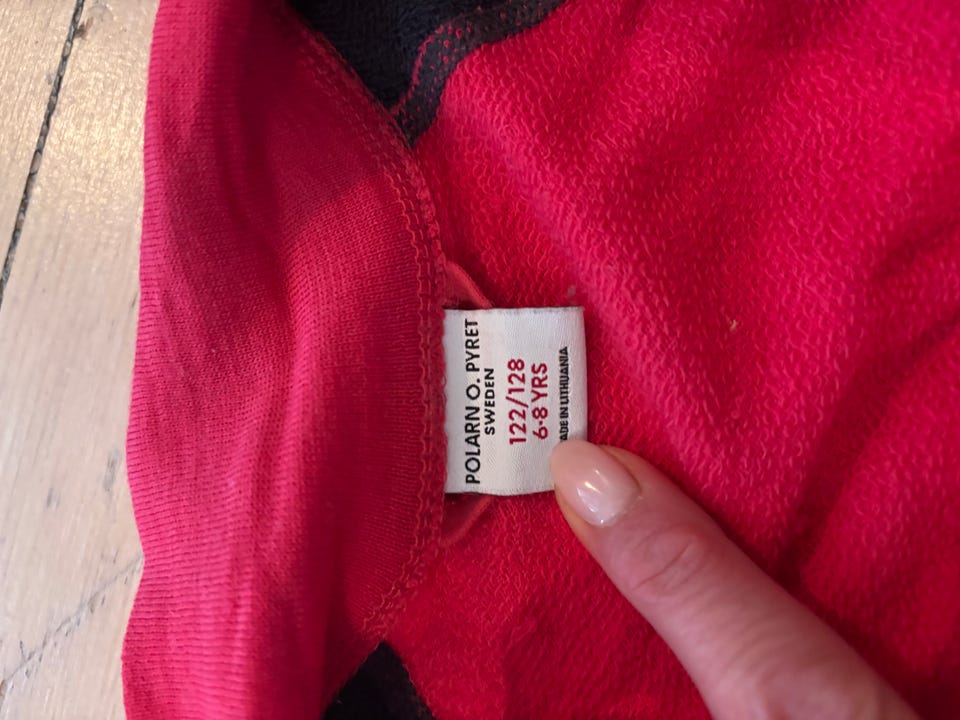 POLARN O. PYRET
SWEDEN
122/128
6-8 YRS
ADE IN LITHUANIA